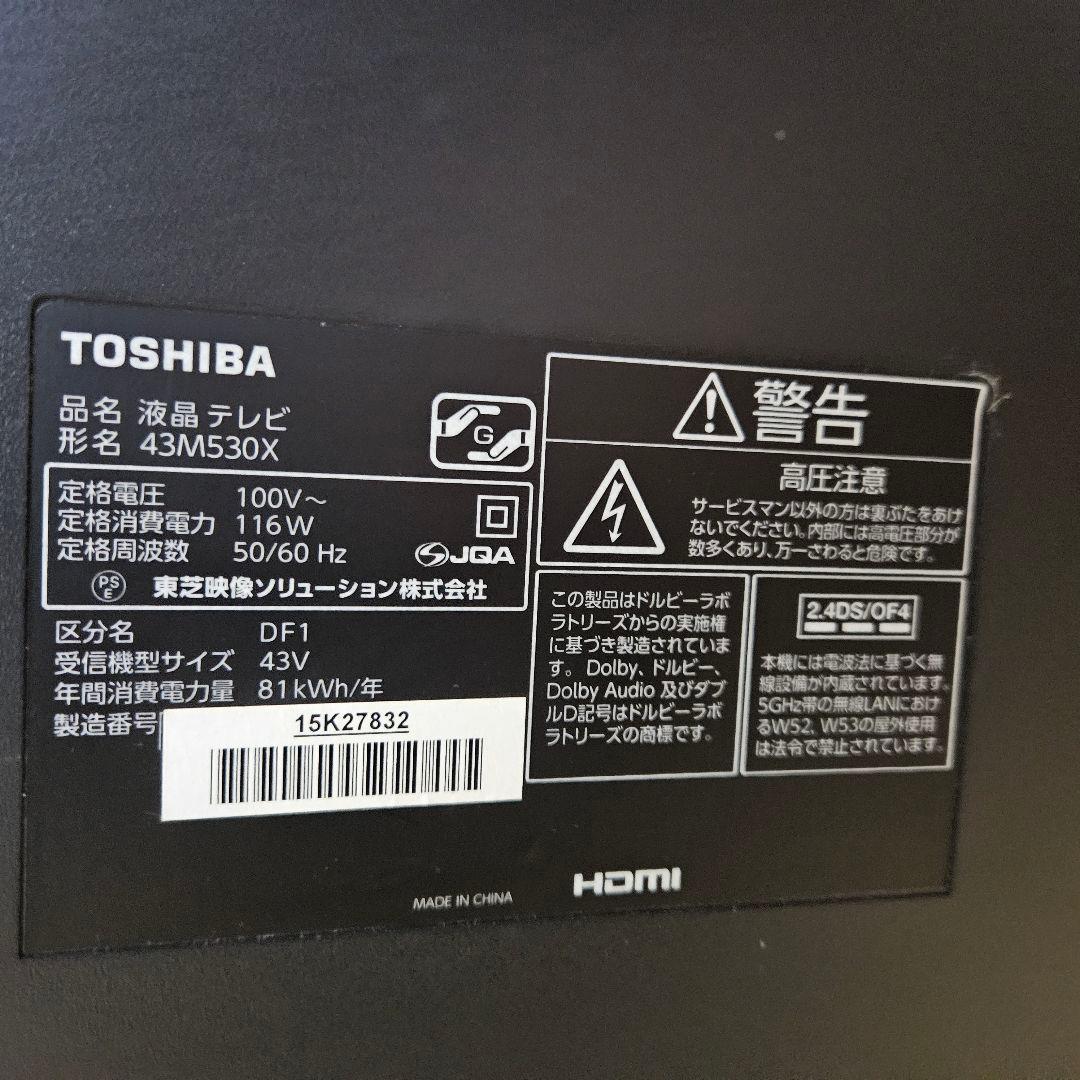 TOSHIBA
品名 液晶テレビ
形名 43M530X
G
定格電圧 100V～
定格消費電力 116W
定格周波数 50/60 Hz
JQA
PS
E
東芝映像ソリューション株式会社
区分名 DF1
受信機型サイズ 43V
年間消費電力量 81kWh/年
製造番号
15K27832
MADE IN CHINA
警告
高圧注意
サービスマン以外の方は裏ぶたをあけ
ないでください。内部には高電圧部分が
数多くあり、万一さわると危険です。
この製品はドルビーラボ
ラトリーズからの実施権
に基づき製造されていま
す。Dolby、ドルビー、
Dolby Audio 及びダブ
ルD記号はドルビーラボ
ラトリーズの商標です。
2.4DS/OF4
本機には電波法に基づく無
線設備が内蔵されています。
5GHz帯の無線LANにおけ
るW52, W53の屋外使用
は法令で禁止されています。
HDMI